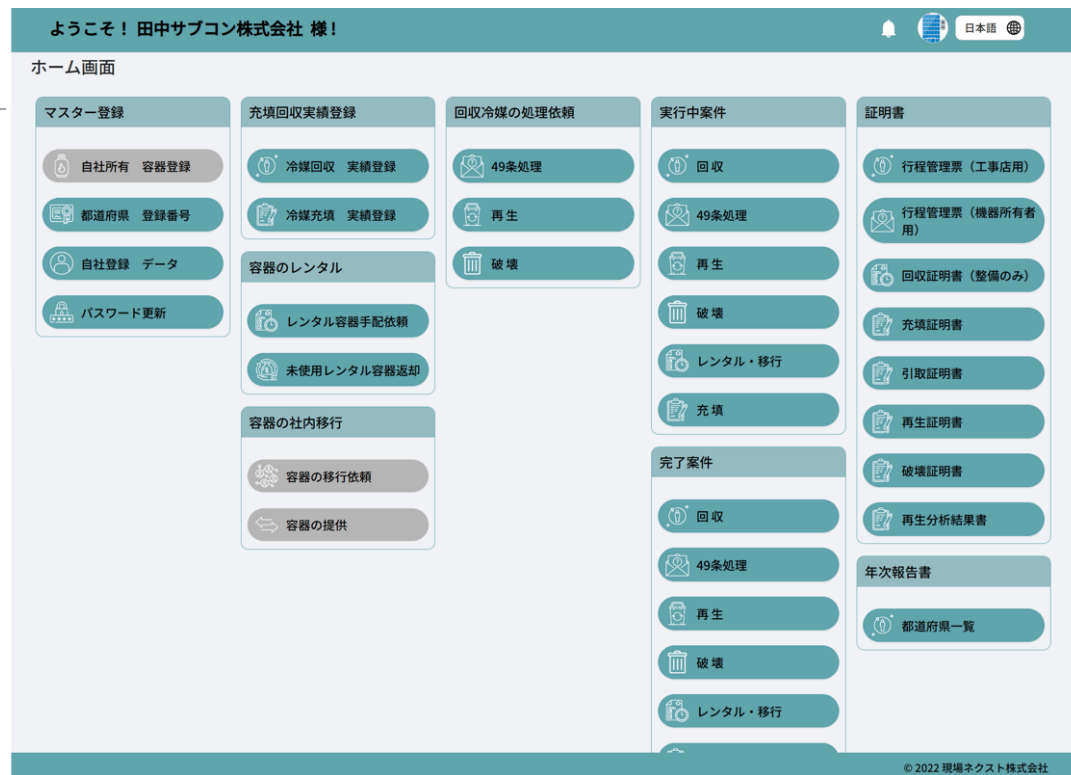 ようこそ! 田中サブコン株式会社 様!
日本語
ホーム画面
マスター登録
自社所有 容器登録
都道府県 登録番号
自社登録 データ
パスワード更新
充填回収実績登録
冷媒回収 実績登録
冷媒充填 実績登録
容器のレンタル
レンタル容器手配依頼
未使用レンタル容器返却
容器の社内移行
容器の移行依頼
容器の提供
回収冷媒の処理依頼
49条処理
再生
破壊
実行中案件
回収
49条処理
再生
破壊
レンタル・移行
充填
完了案件
回収
49条処理
再生
破壊
レンタル・移行
証明書
行程管理票(工事店用)
行程管理票(機器所有者
用)
回収証明書(整備のみ)
充填証明書
引取証明書
再生証明書
破壊証明書
再生分析結果書
年次報告書
都道府県一覧
© 2022 現場ネクスト株式会社